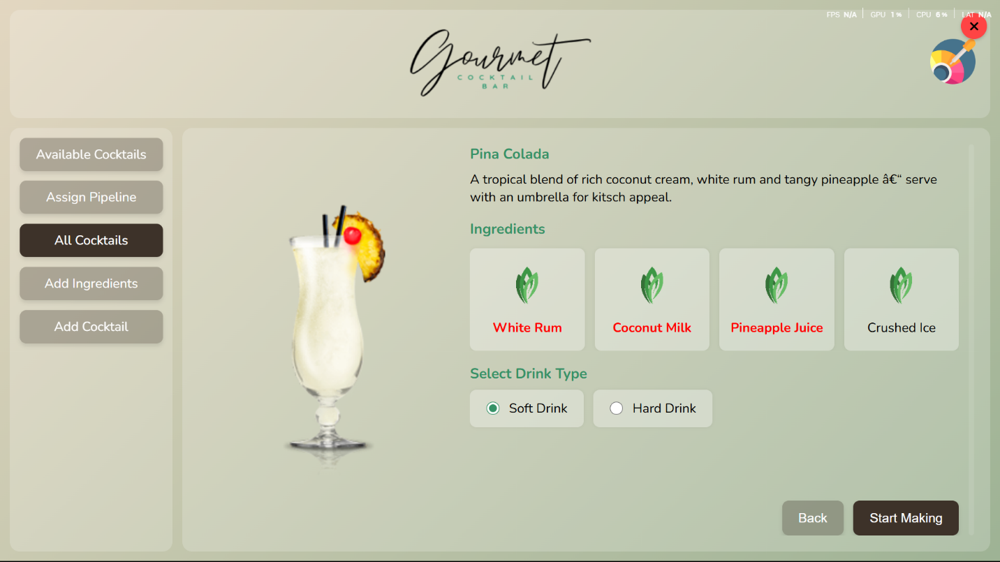 FPS N/A GPU 1 % CPU 6 % LAT N/A
Gourmet
COCKTAIL
BAR
Available Cocktails
Assign Pipeline
All Cocktails
Add Ingredients
Add Cocktail
Pina Colada
A tropical blend of rich coconut cream, white rum and tangy pineapple â€“ serve
with an umbrella for kitsch appeal.
Ingredients
White Rum
Coconut Milk
Pineapple Juice
Crushed Ice
Select Drink Type
Soft Drink
Hard Drink
Back
Start Making